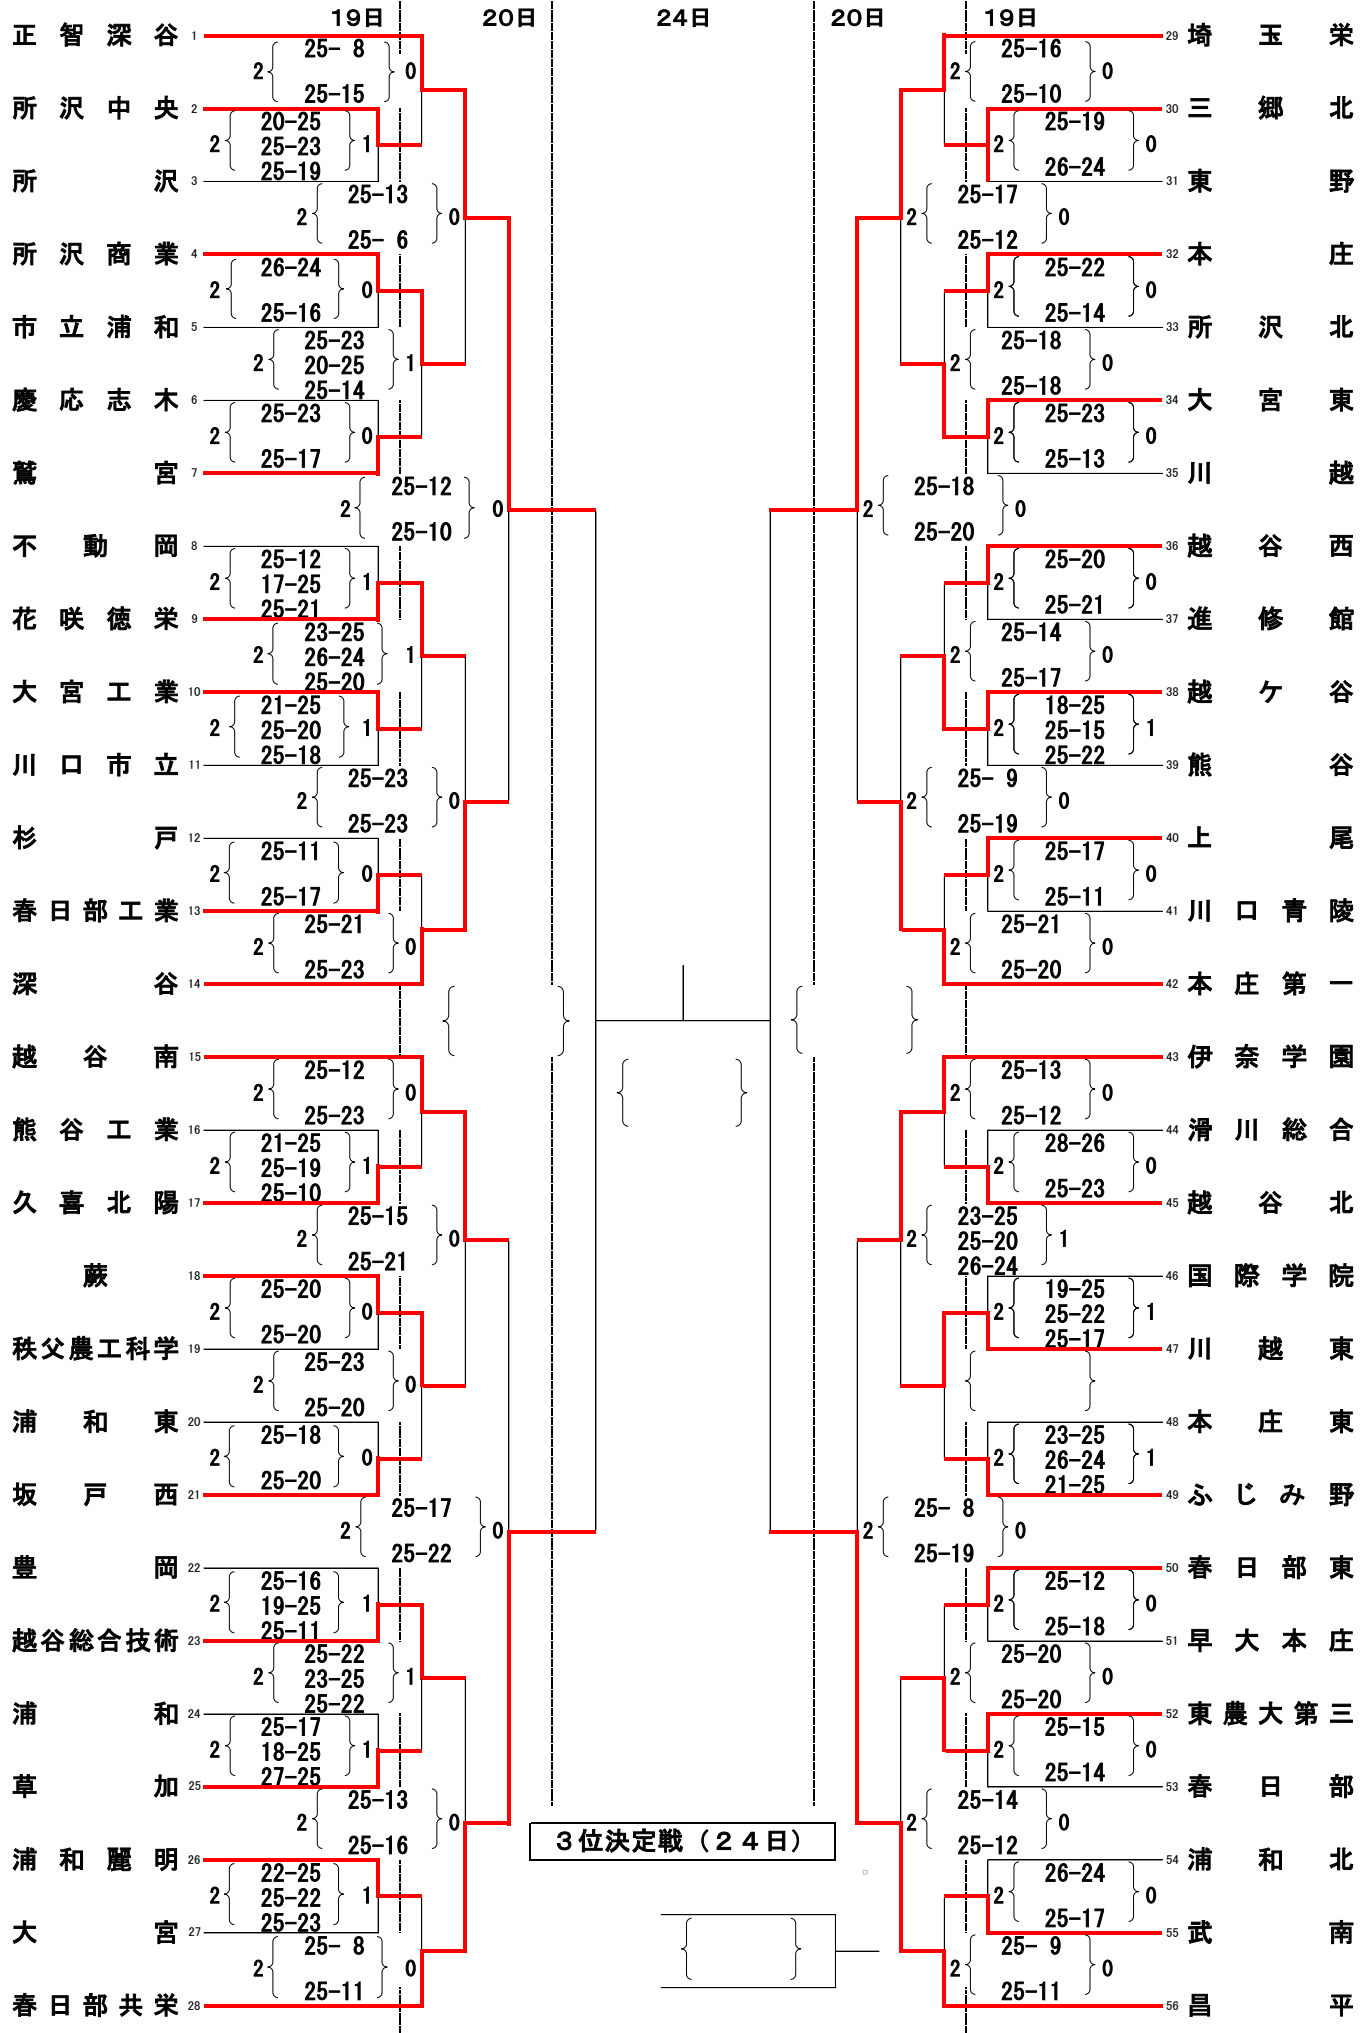 19日 20日 24日 20日 19日
正智深谷 1
25- 8
2 0
25-15
所沢中央 2
20-25
2 25-23 1
25-19
所沢 3
25-13
2 0
25- 6
所沢商業 4
26-24
2 0
25-16
市立浦和 5
25-23
2 20-25 1
25-14
慶応志木 6
25-23
2 0
25-17
鷲宮 7
25-12
2 0
25-10
不動岡 8
25-12
2 17-25 1
25-21
花咲徳栄 9
23-25
2 26-24 1
25-20
大宮工業 10
21-25
2 25-20 1
25-18
川口市立 11
25-23
2 0
25-23
杉戸 12
25-11
2 0
25-17
春日部工業 13
25-21
2 0
25-23
深谷 14
越谷南 15
25-12
2 0
25-23
熊谷工業 16
21-25
2 25-19 1
25-10
久喜北陽 17
25-15
2 0
25-21
蕨 18
25-20
2 0
25-20
秩父農工科学 19
25-23
2 0
25-20
浦和東 20
25-18
2 0
25-20
坂戸西 21
25-17
2 0
25-22
豊岡 22
25-16
2 19-25 1
25-11
越谷総合技術 23
25-22
2 23-25 1
25-22
浦和 24
25-17
2 18-25 1
27-25
草加 25
25-13
2 0
25-16
浦和麗明 26
22-25
2 25-22 1
25-23
大宮 27
25- 8
2 0
25-11
春日部共栄 28
29 埼玉栄
25-16
2 0
25-10
30 三郷北
25-19
2 0
26-24
31 東野
25-17
2 0
25-12
32 本庄
25-22
2 0
25-14
33 所沢北
25-18
2 0
25-18
34 大宮東
25-23
2 0
25-13
35 川越
25-18
2 0
25-20
36 越谷西
25-20
2 0
25-21
37 進修館
25-14
2 0
25-17
38 越ケ谷
18-25
2 25-15 1
25-22
39 熊谷
25- 9
2 0
25-19
40 上尾
25-17
2 0
25-11
41 川口青陵
25-21
2 0
25-20
42 本庄第一
43 伊奈学園
25-13
2 0
25-12
44 滑川総合
28-26
2 0
25-23
45 越谷北
23-25
2 25-20 1
26-24
46 国際学院
19-25
2 25-22 1
25-17
47 川越東
48 本庄東
23-25
2 26-24 1
21-25
49 ふじみ野
25- 8
2 0
25-19
50 春日部東
25-12
2 0
25-18
51 早大本庄
25-20
2 0
25-20
52 東農大第三
25-15
2 0
25-14
53 春日部
25-14
2 0
25-12
54 浦和北
26-24
2 0
25-17
55 武南
25- 9
2 0
25-11
56 昌平
３位決定戦（２４日）